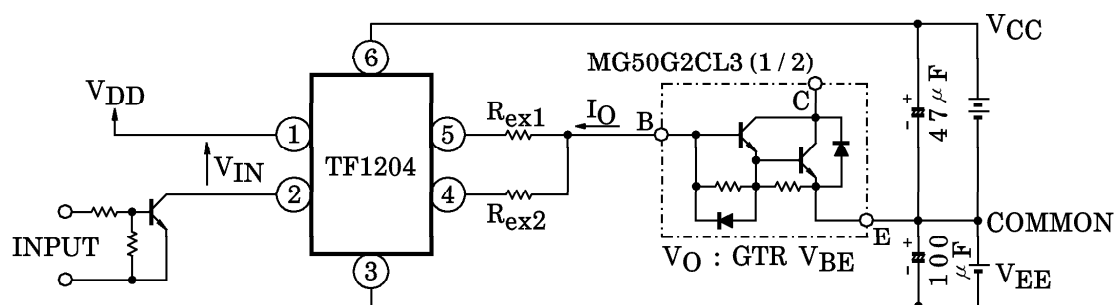 VCC
6
MG50G2CL3 (1/2)
C
47μF
+
-
VDD
Rex1
IO
B
1
5
VIN
TF1204
2
4
Rex2
INPUT
COMMON
E
VO : GTR VBE
+
-
100μF
VEE
3